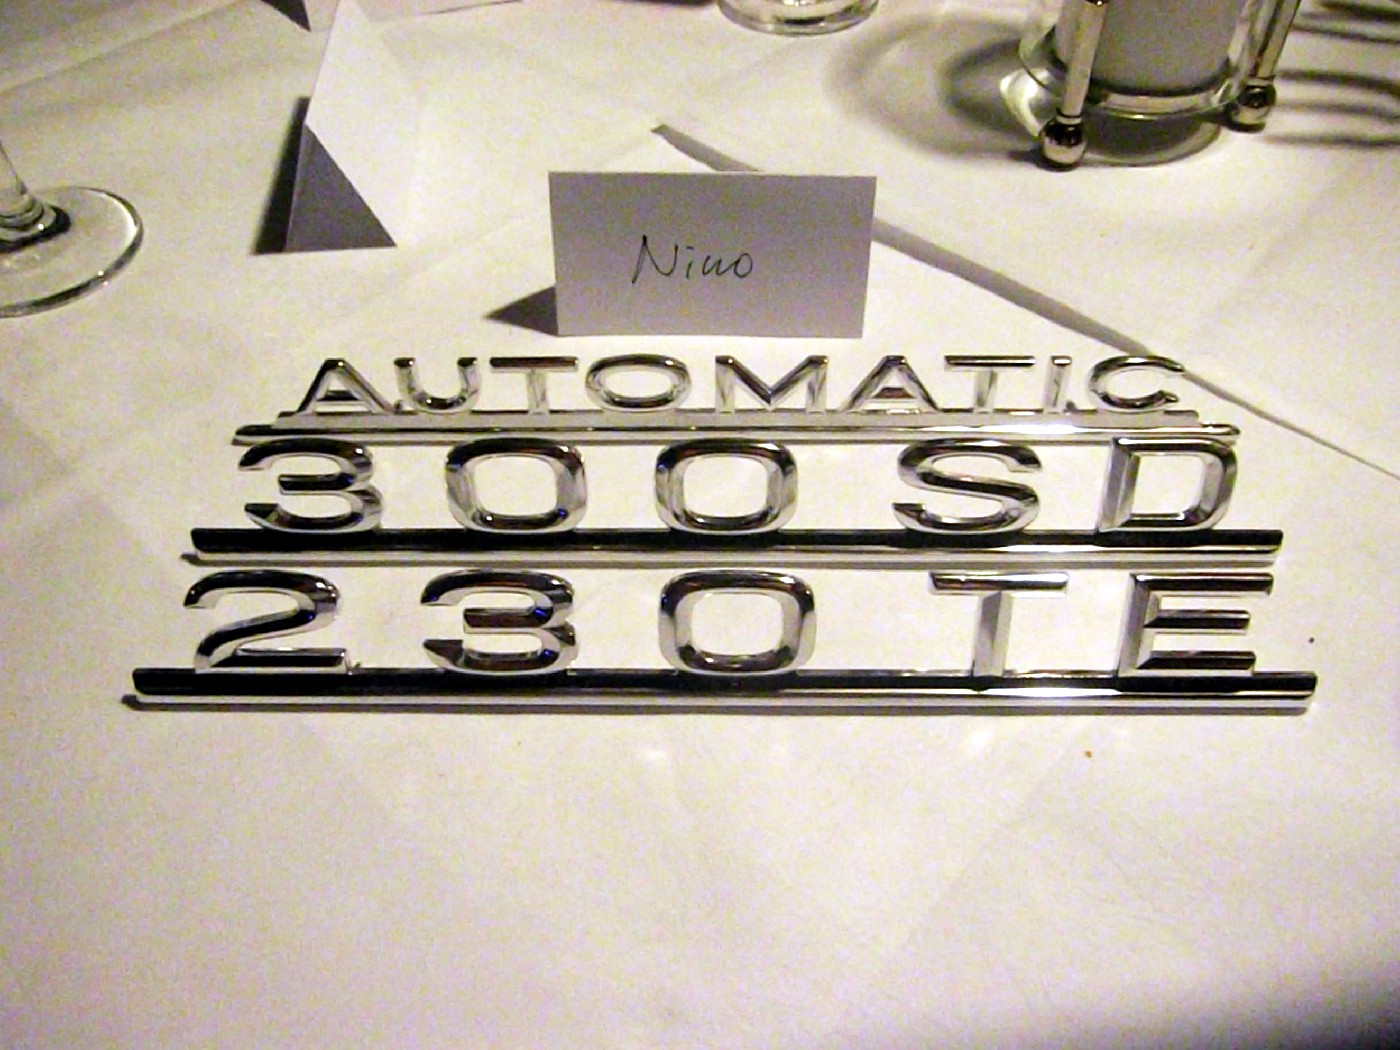 Nino
AUTOMATIC
300 SD
230 TE